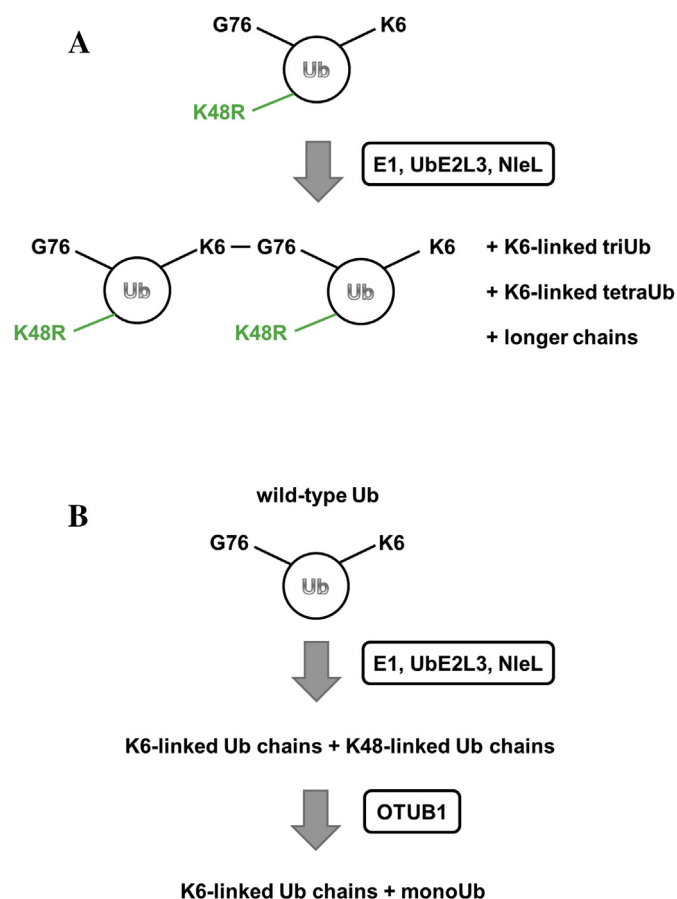 A
G76 K6
Ub
K48R
E1, UbE2L3, NleL
G76 K6 — G76 K6 + K6-linked triUb
Ub Ub + K6-linked tetraUb
K48R K48R + longer chains
B
wild-type Ub
G76 K6
Ub
E1, UbE2L3, NleL
K6-linked Ub chains + K48-linked Ub chains
OTUB1
K6-linked Ub chains + monoUb